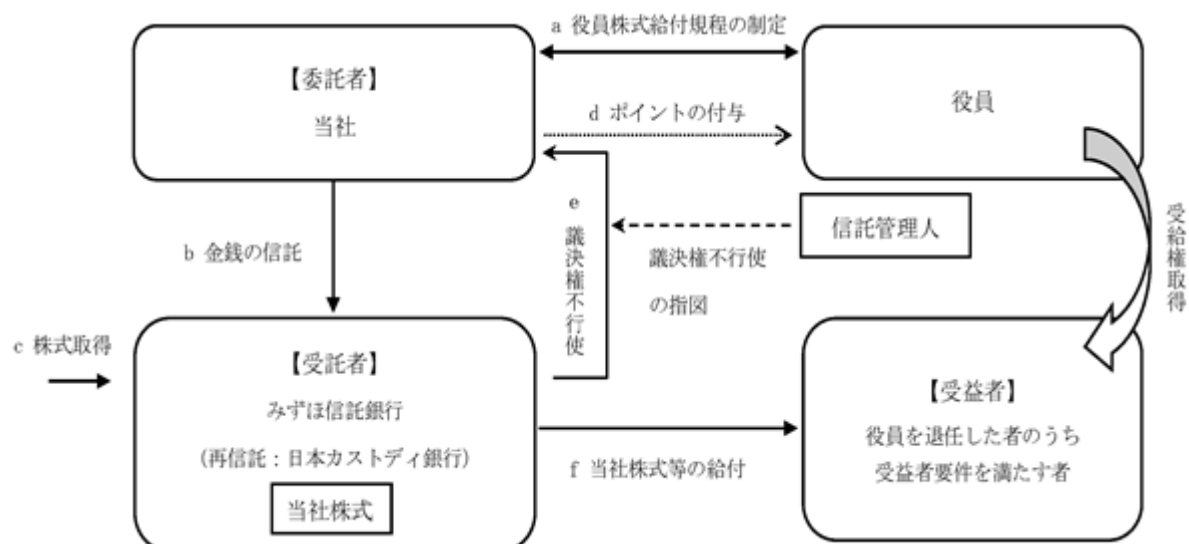 a 役員株式給付規程の制定
【委託者】
当社
役員
d ポイントの付与
e 議決権不行使
信託管理人
議決権不行使
の指図
受給権取得
b 金銭の信託
c 株式取得
【受託者】
みずほ信託銀行
(再信託：日本カストディ銀行)
当社株式
f 当社株式等の給付
【受益者】
役員を退任した者のうち
受益者要件を満たす者